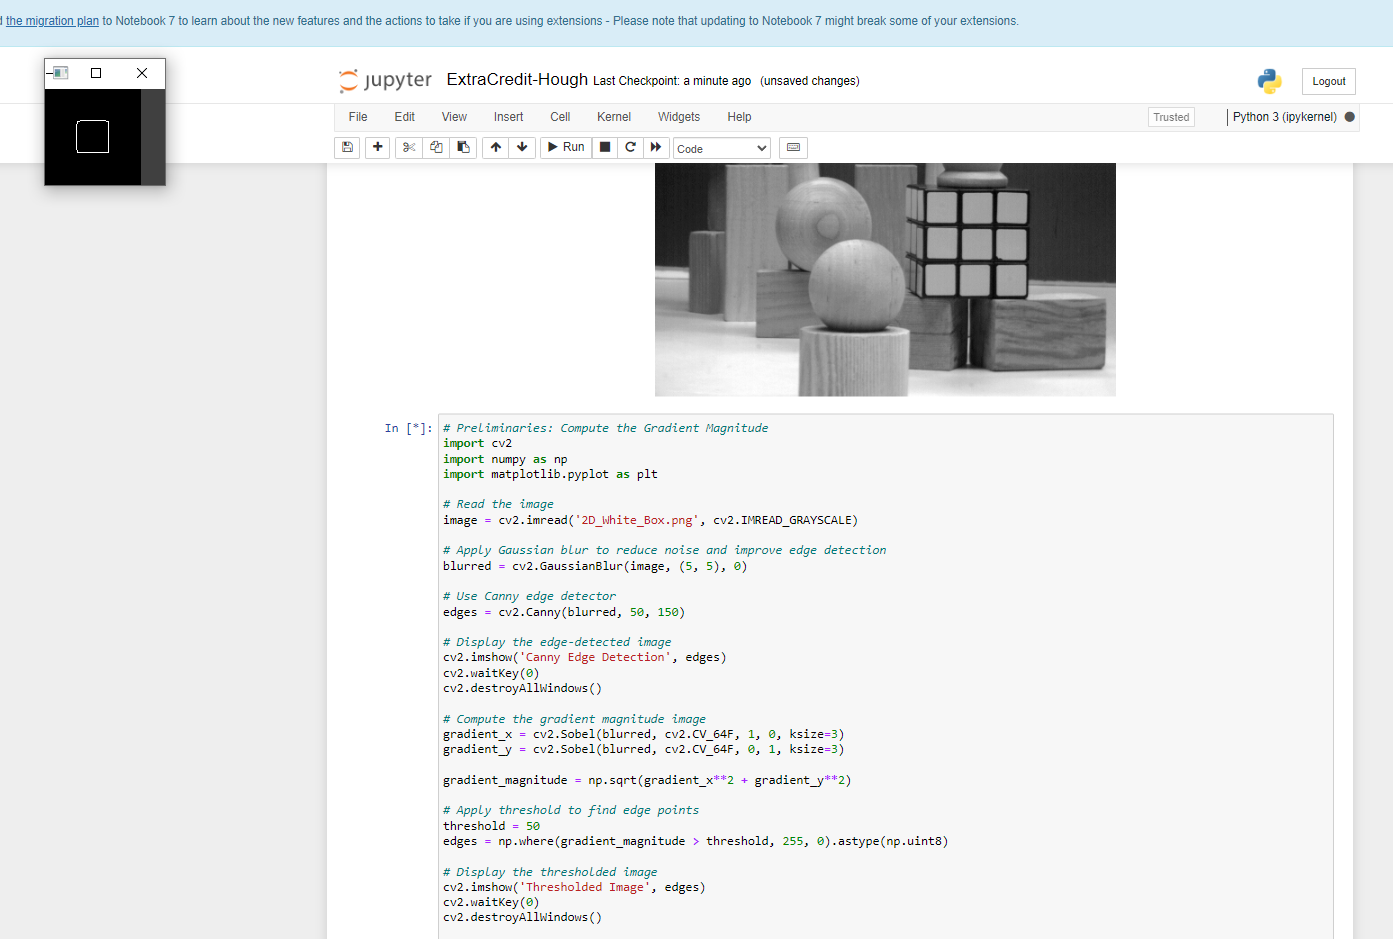 the migration plan to Notebook 7 to learn about the new features and the actions to take if you are using extensions - Please note that updating to Notebook 7 might break some of your extensions.
jupyter ExtraCredit-Hough Last Checkpoint: a minute ago (unsaved changes)
Logout
File Edit View Insert Cell Kernel Widgets Help
Trusted
Python 3 (ipykernel)
Run
Code
In [*]:
# Preliminaries: Compute the Gradient Magnitude
import cv2
import numpy as np
import matplotlib.pyplot as plt
# Read the image
image = cv2.imread('2D_White_Box.png', cv2.IMREAD_GRAYSCALE)
# Apply Gaussian blur to reduce noise and improve edge detection
blurred = cv2.GaussianBlur(image, (5, 5), 0)
# Use Canny edge detector
edges = cv2.Canny(blurred, 50, 150)
# Display the edge-detected image
cv2.imshow('Canny Edge Detection', edges)
cv2.waitKey(0)
cv2.destroyAllWindows()
# Compute the gradient magnitude image
gradient_x = cv2.Sobel(blurred, cv2.CV_64F, 1, 0, ksize=3)
gradient_y = cv2.Sobel(blurred, cv2.CV_64F, 0, 1, ksize=3)
gradient_magnitude = np.sqrt(gradient_x**2 + gradient_y**2)
# Apply threshold to find edge points
threshold = 50
edges = np.where(gradient_magnitude > threshold, 255, 0).astype(np.uint8)
# Display the thresholded image
cv2.imshow('Thresholded Image', edges)
cv2.waitKey(0)
cv2.destroyAllWindows()